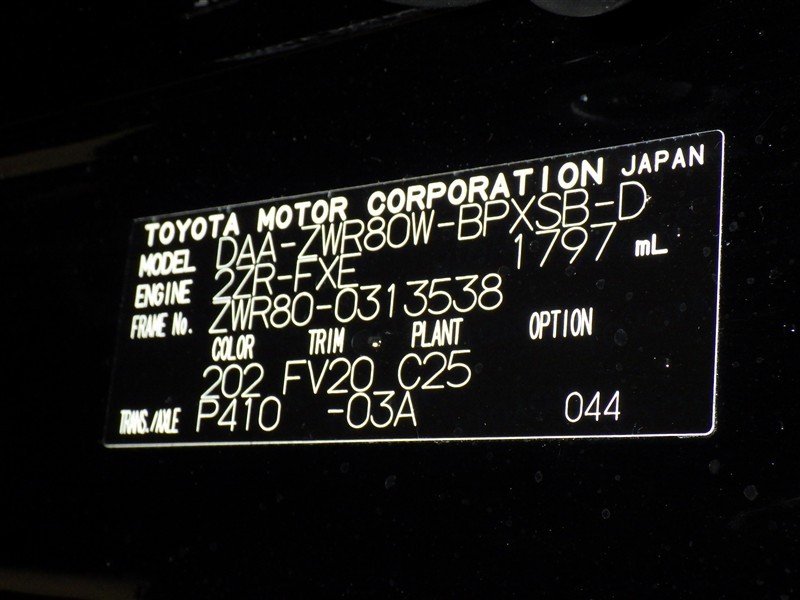 TOYOTA MOTOR CORPORATION JAPAN
MODEL DAA-ZWR80W-BPXSB-D
ENGINE 2ZR-FXE 1797 mL
FRAME No. ZWR80-0313538
COLOR TRIM PLANT OPTION
202 FV20 C25
TRANS./AXLE P410 -03A 044